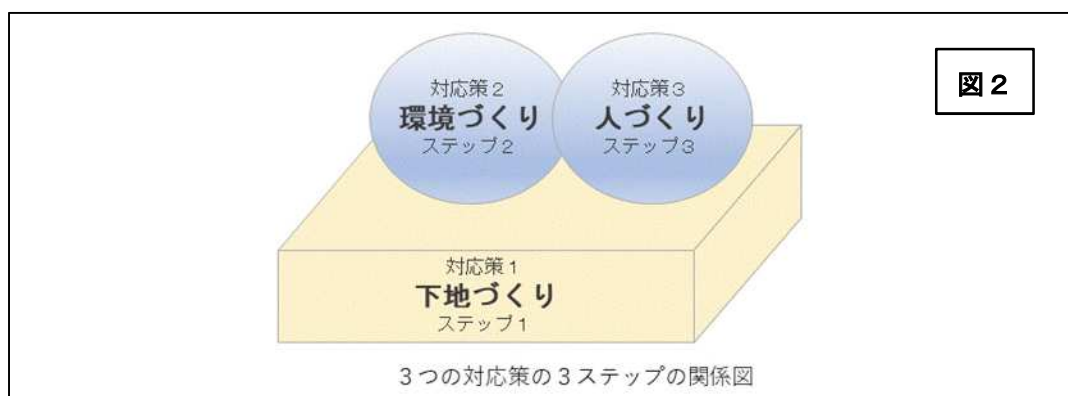 図2
対応策2
環境づくり
ステップ2
対応策3
人づくり
ステップ3
対応策1
下地づくり
ステップ1
3つの対応策の3ステップの関係図